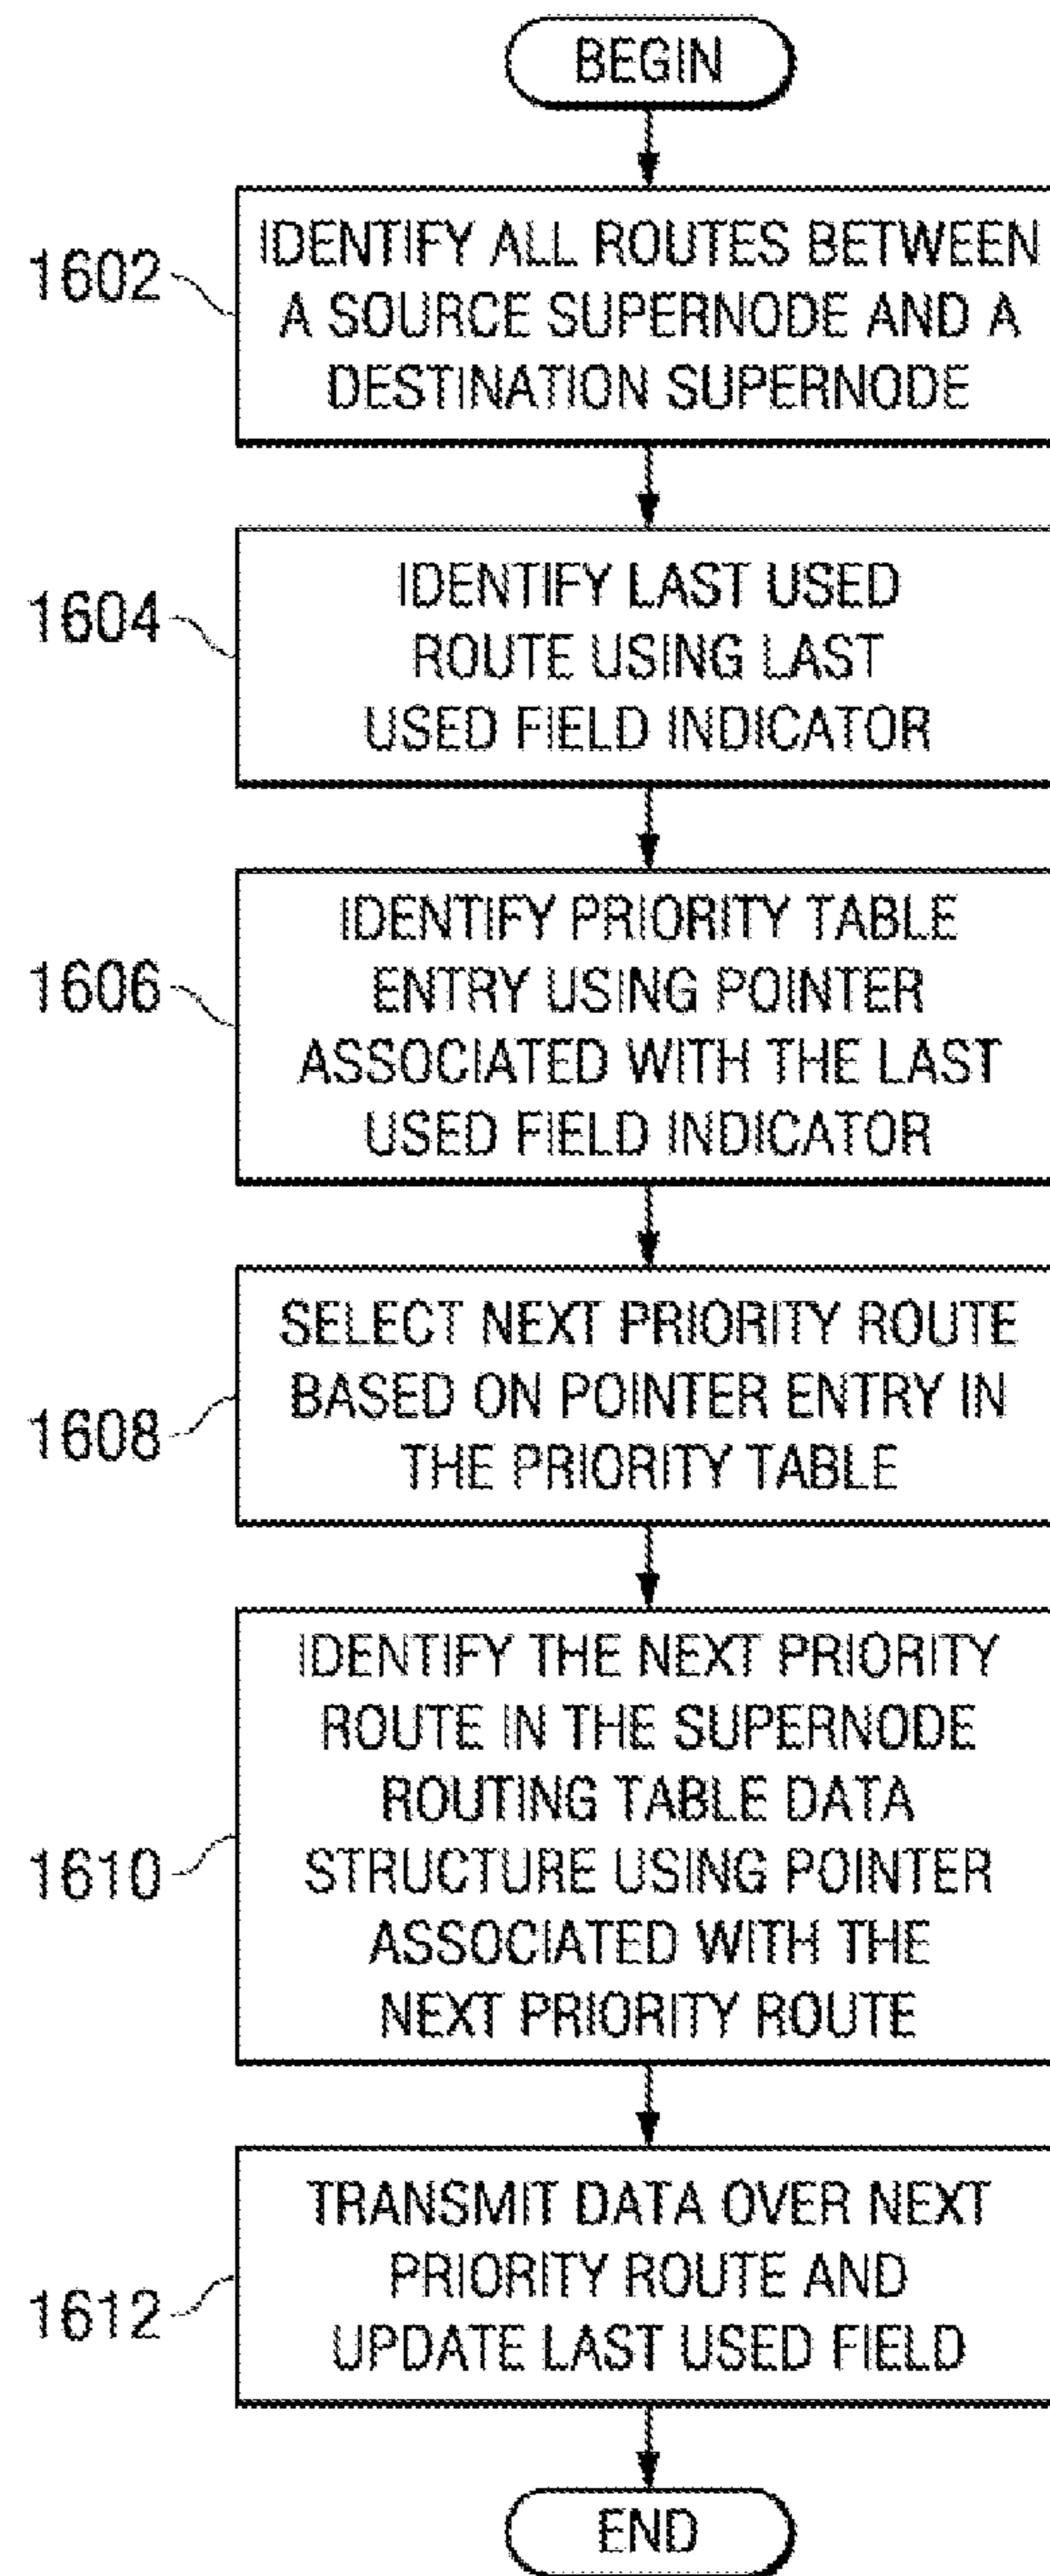 BEGIN
1602
IDENTIFY ALL ROUTES BETWEEN
A SOURCE SUPERNODE AND A
DESTINATION SUPERNODE
1604
IDENTIFY LAST USED
ROUTE USING LAST
USED FIELD INDICATOR
1606
IDENTIFY PRIORITY TABLE
ENTRY USING POINTER
ASSOCIATED WITH THE LAST
USED FIELD INDICATOR
1608
SELECT NEXT PRIORITY ROUTE
BASED ON POINTER ENTRY IN
THE PRIORITY TABLE
1610
IDENTIFY THE NEXT PRIORITY
ROUTE IN THE SUPERNODE
ROUTING TABLE DATA
STRUCTURE USING POINTER
ASSOCIATED WITH THE
NEXT PRIORITY ROUTE
1612
TRANSMIT DATA OVER NEXT
PRIORITY ROUTE AND
UPDATE LAST USED FIELD
END